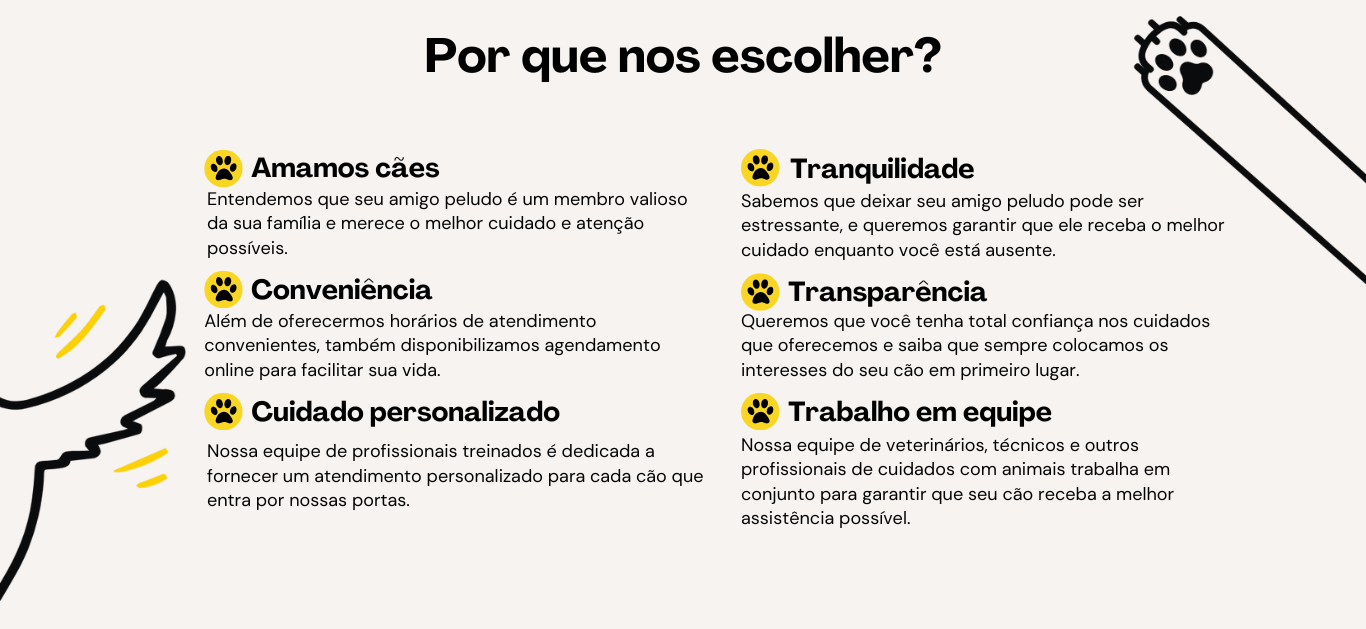 Por que nos escolher?
Amamos cães
Entendemos que seu amigo peludo é um membro valioso
da sua família e merece o melhor cuidado e atenção
possíveis.
Conveniência
Além de oferecermos horários de atendimento
convenientes, também disponibilizamos agendamento
online para facilitar sua vida.
Cuidado personalizado
Nossa equipe de profissionais treinados é dedicada a
fornecer um atendimento personalizado para cada cão que
entra por nossas portas.
Tranquilidade
Sabemos que deixar seu amigo peludo pode ser
estressante, e queremos garantir que ele receba o melhor
cuidado enquanto você está ausente.
Transparência
Queremos que você tenha total confiança nos cuidados
que oferecemos e saiba que sempre colocamos os
interesses do seu cão em primeiro lugar.
Trabalho em equipe
Nossa equipe de veterinários, técnicos e outros
profissionais de cuidados com animais trabalha em
conjunto para garantir que seu cão receba a melhor
assistência possível.